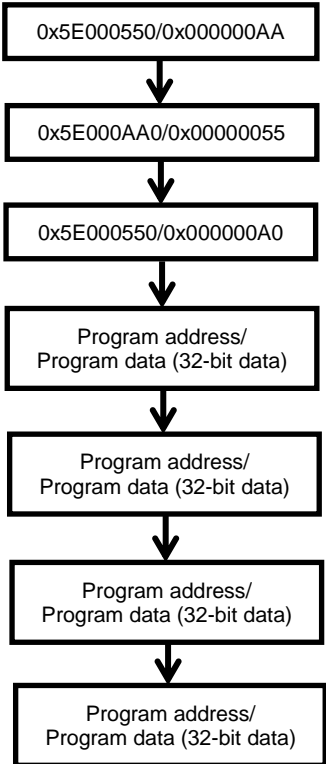 0x5E000550/0x000000AA
0x5E000AA0/0x00000055
0x5E000550/0x000000A0
Program address/
Program data (32-bit data)
Program address/
Program data (32-bit data)
Program address/
Program data (32-bit data)
Program address/
Program data (32-bit data)